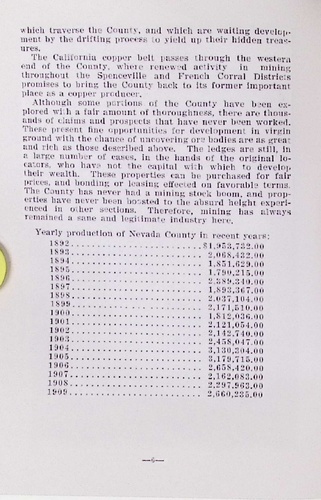 which traverse the County, and which are waiting develop-
ment by the drifting process to yield up their hidden treas-
ures.
The California copper belt passes through the western
end of the County, where renewed activity in mining
throughout the Spenceville and French Corral Districts
promises to bring the County back to its former important
place as a copper producer.
Although some portions of the County have been ex-
plored with a fair amount of thoroughness, there are thous-
ands of claims and prospects that have never been worked.
These present fine opportunities for development in virgin
ground with the chance of uncovering ore bodies as are great
and rich as those described above. The ledges are still, in
a large number of cases, in the hands of the original lo-
cators, who have not the capital with which to develop
their wealth. These properties can be purchased for fair
prices, and bonding or leasing effected on favorable terms.
The County has never had a mining stock boom, and prop-
erties have never been boosted to the absurd height experi-
enced in other sections. Therefore, mining has always
remained a sane and legitimate industry here.
Yearly production of Nevada County in recent years:
1892 $1,953,732.00
1893 2,068,432.00
1894 1,851,629.00
1895 1,790,215.00
1896 2,389,340.00
1897 1,893,367.00
1898 2,037,104.00
1899 2,171,510.00
1900 1,812,036.00
1901 2,121,054.00
1902 2,142,740.00
1903 2,458,047.00
1904 3,130,304.00
1905 3,179,715.00
1906 2,658,420.00
1907 2,162,083.00
1908 2,297,963.00
1909 2,660,235.00
—6—